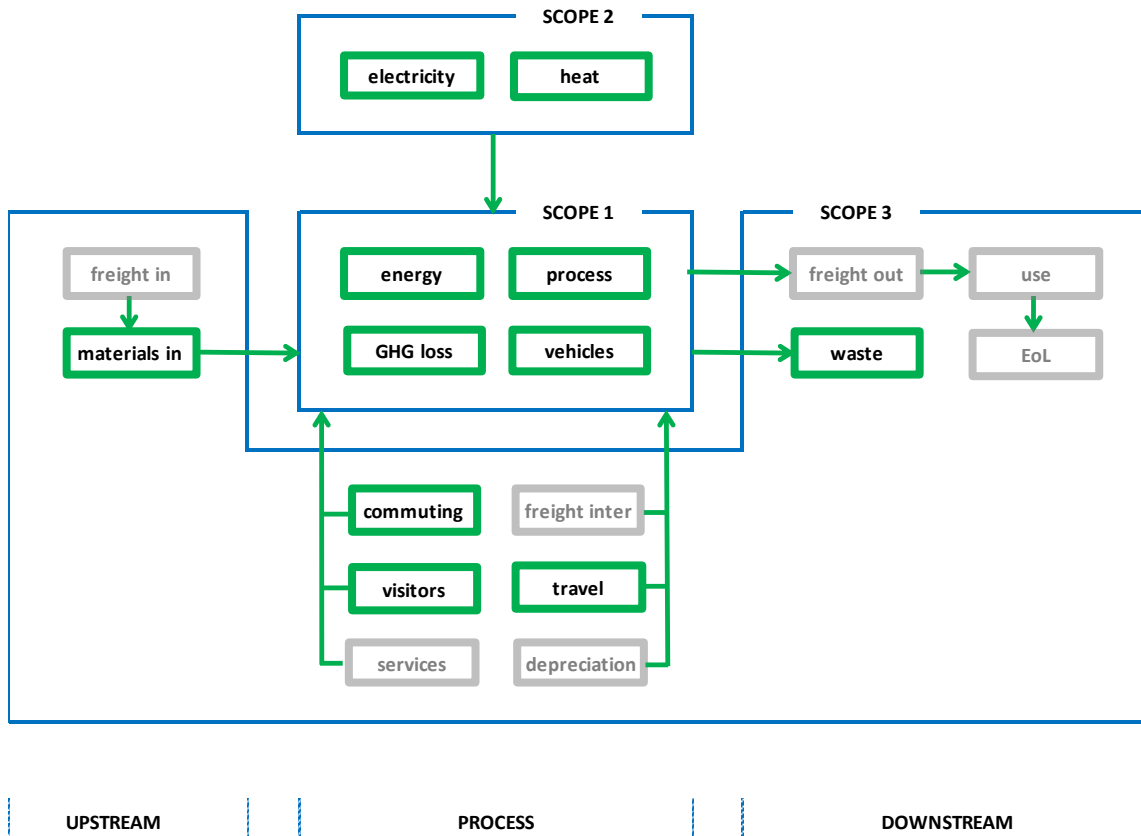 SCOPE 2
electricity
heat
SCOPE 1
SCOPE 3
freight in
energy
process
freight out
use
materials in
GHG loss
vehicles
waste
EoL
commuting
freight inter
visitors
travel
services
depreciation
UPSTREAM
PROCESS
DOWNSTREAM